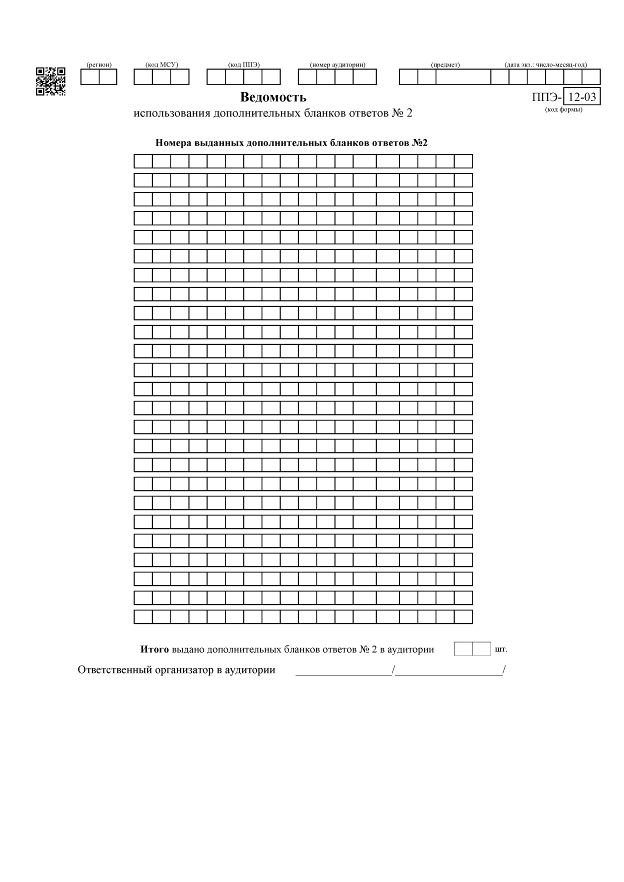 (регион) (код МСУ) (код ППЭ) (номер аудитории) (предмет) (дата экз.: число-месяц-год)
Ведомость ППЭ- 12-03
использования дополнительных бланков ответов № 2 (код формы)
Номера выданных дополнительных бланков ответов №2
Итого выдано дополнительных бланков ответов № 2 в аудитории шт.
Ответственный организатор в аудитории ___________________/_____________________/